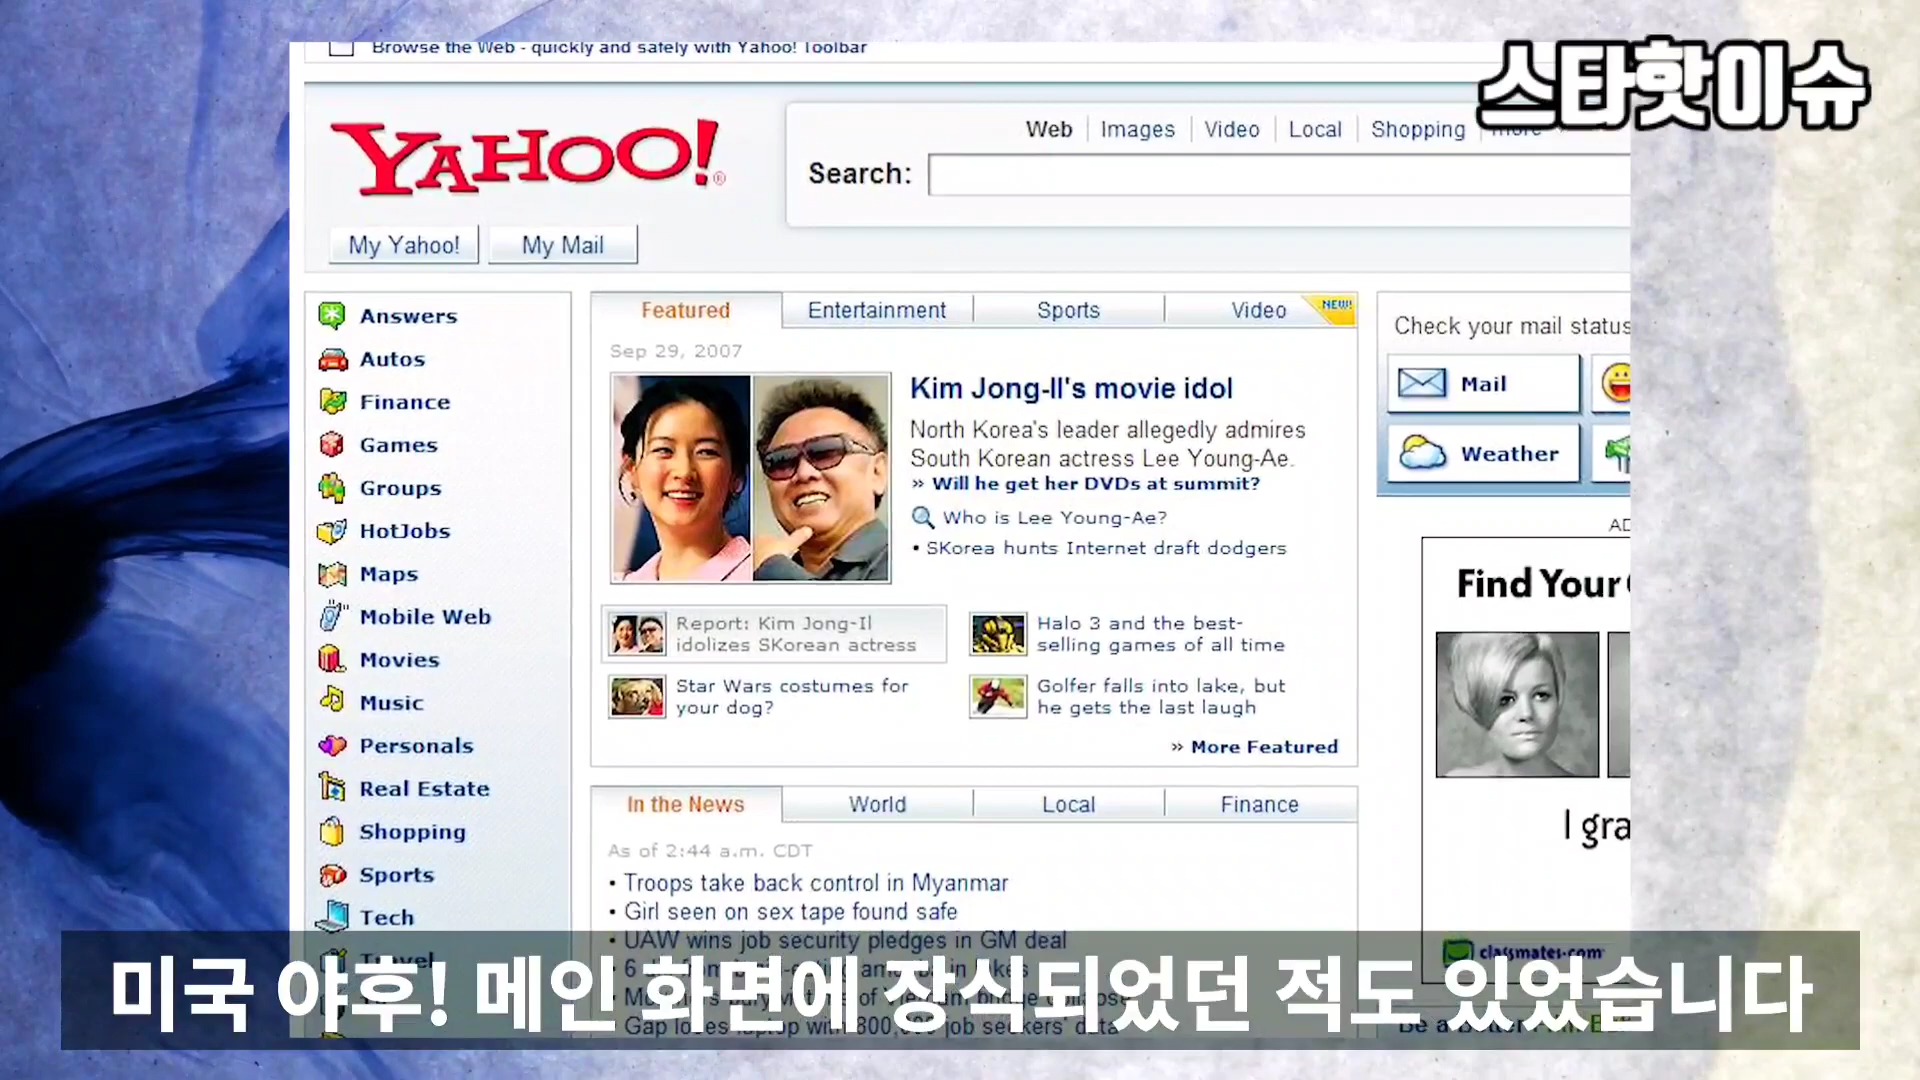 Browse the Web - quickly and safely with Yahoo! Toolbar
스타핫이슈
YAHOO!
Web Images Video Local Shopping more
Search:
My Yahoo! My Mail
Answers
Autos
Finance
Games
Groups
HotJobs
Maps
Mobile Web
Movies
Music
Personals
Real Estate
Shopping
Sports
Tech
Travel
Featured Entertainment Sports Video NEW!
Sep 29, 2007
Kim Jong-Il's movie idol
North Korea's leader allegedly admires
South Korean actress Lee Young-Ae.
» Will he get her DVDs at summit?
Who is Lee Young-Ae?
• SKorea hunts Internet draft dodgers
Report: Kim Jong-Il
idolizes SKorean actress
Halo 3 and the best-
selling games of all time
Star Wars costumes for
your dog?
Golfer falls into lake, but
he gets the last laugh
» More Featured
In the News World Local Finance
As of 2:44 a.m. CDT
• Troops take back control in Myanmar
• Girl seen on sex tape found safe
• UAW wins job security pledges in GM deal
Check your mail status
Mail
Weather
Find Your
I gra
classmates.com
미국 야후! 메인 화면에 장식되었던 적도 있었습니다